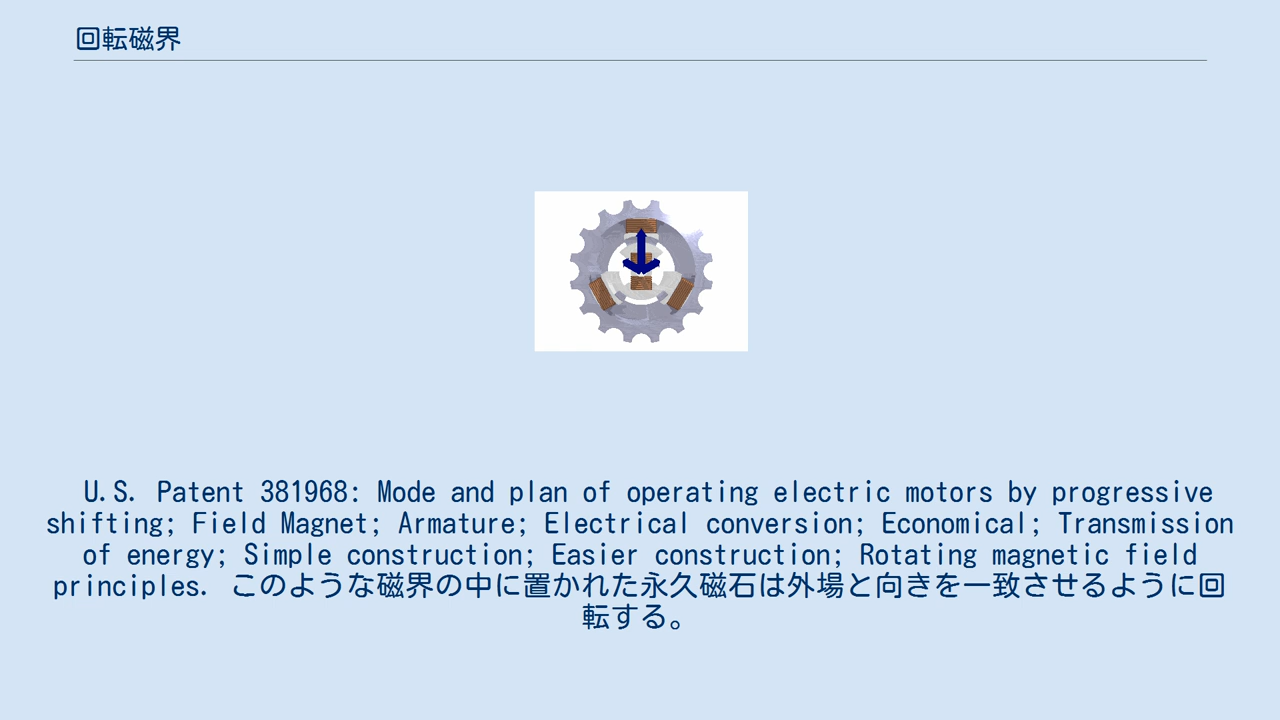 回転磁界
U.S. Patent 381968: Mode and plan of operating electric motors by progressive
shifting; Field Magnet; Armature; Electrical conversion; Economical; Transmission
of energy; Simple construction; Easier construction; Rotating magnetic field
principles. このような磁界の中に置かれた永久磁石は外場と向きを一致させるように回
転する。